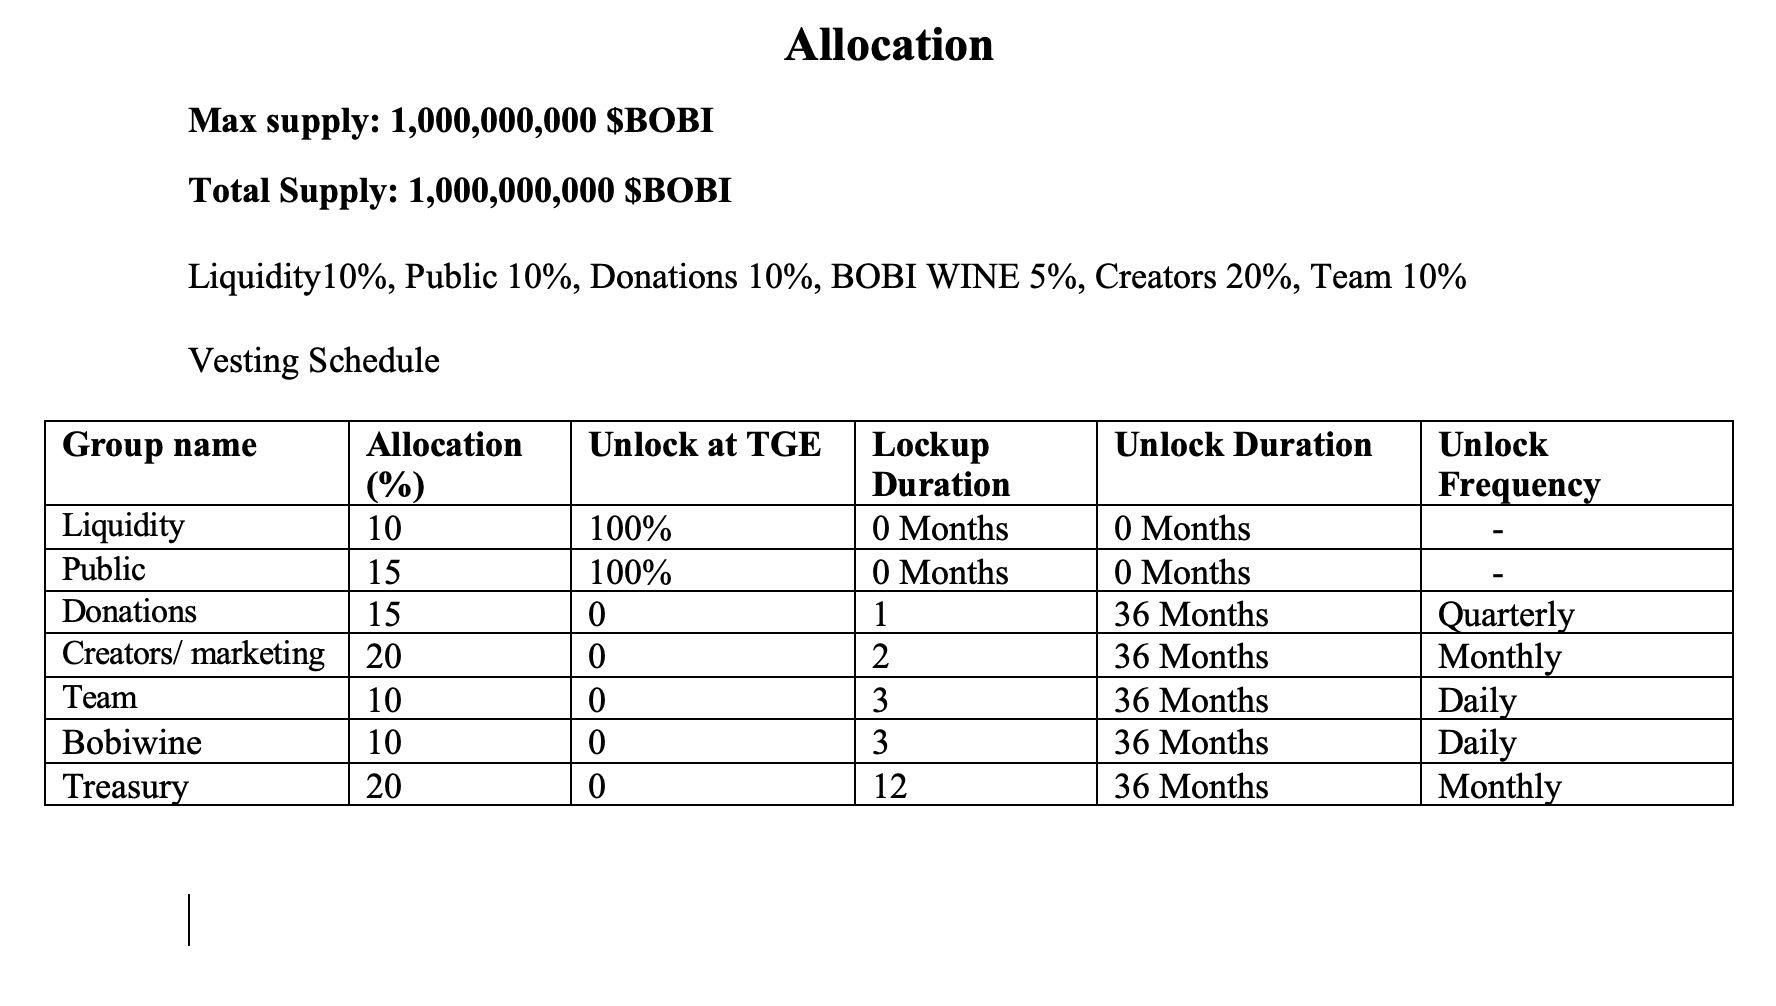 Allocation
Max supply: 1,000,000,000 $BOBI
Total Supply: 1,000,000,000 $BOBI
Liquidity10%, Public 10%, Donations 10%, BOBI WINE 5%, Creators 20%, Team 10%
Vesting Schedule
Group name Allocation (%) Unlock at TGE Lockup Duration Unlock Duration Unlock Frequency
Liquidity 10 100% 0 Months 0 Months -
Public 15 100% 0 Months 0 Months -
Donations 15 0 1 36 Months Quarterly
Creators/ marketing 20 0 2 36 Months Monthly
Team 10 0 3 36 Months Daily
Bobiwine 10 0 3 36 Months Daily
Treasury 20 0 12 36 Months Monthly